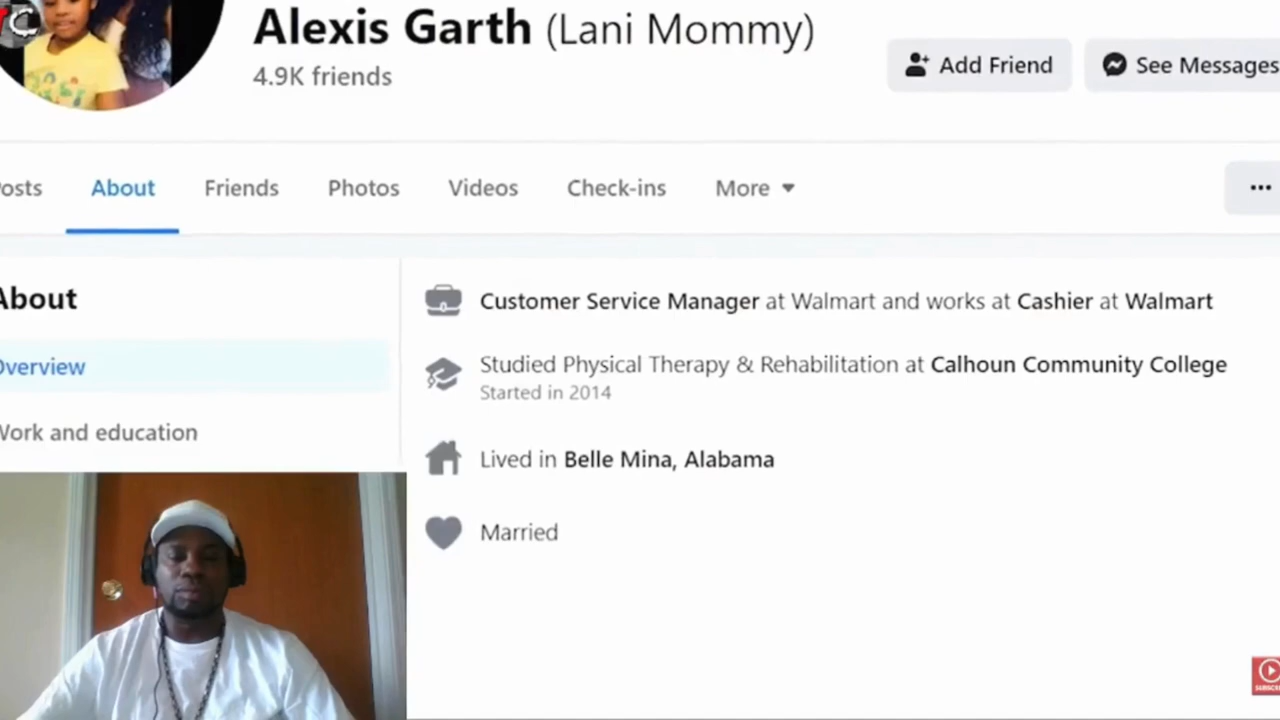 Alexis Garth (Lani Mommy)
4.9K friends
Add Friend
See Messages
osts
About
Friends
Photos
Videos
Check-ins
More
About
Overview
Work and education
Customer Service Manager at Walmart and works at Cashier at Walmart
Studied Physical Therapy & Rehabilitation at Calhoun Community College
Started in 2014
Lived in Belle Mina, Alabama
Married